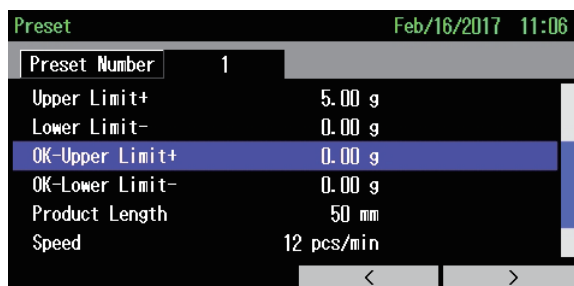 Preset Feb/16/2017 11:06
Preset Number 1
Upper Limit+ 5.00 g
Lower Limit- 0.00 g
OK-Upper Limit+ 0.00 g
OK-Lower Limit- 0.00 g
Product Length 50 mm
Speed 12 pcs/min
< >